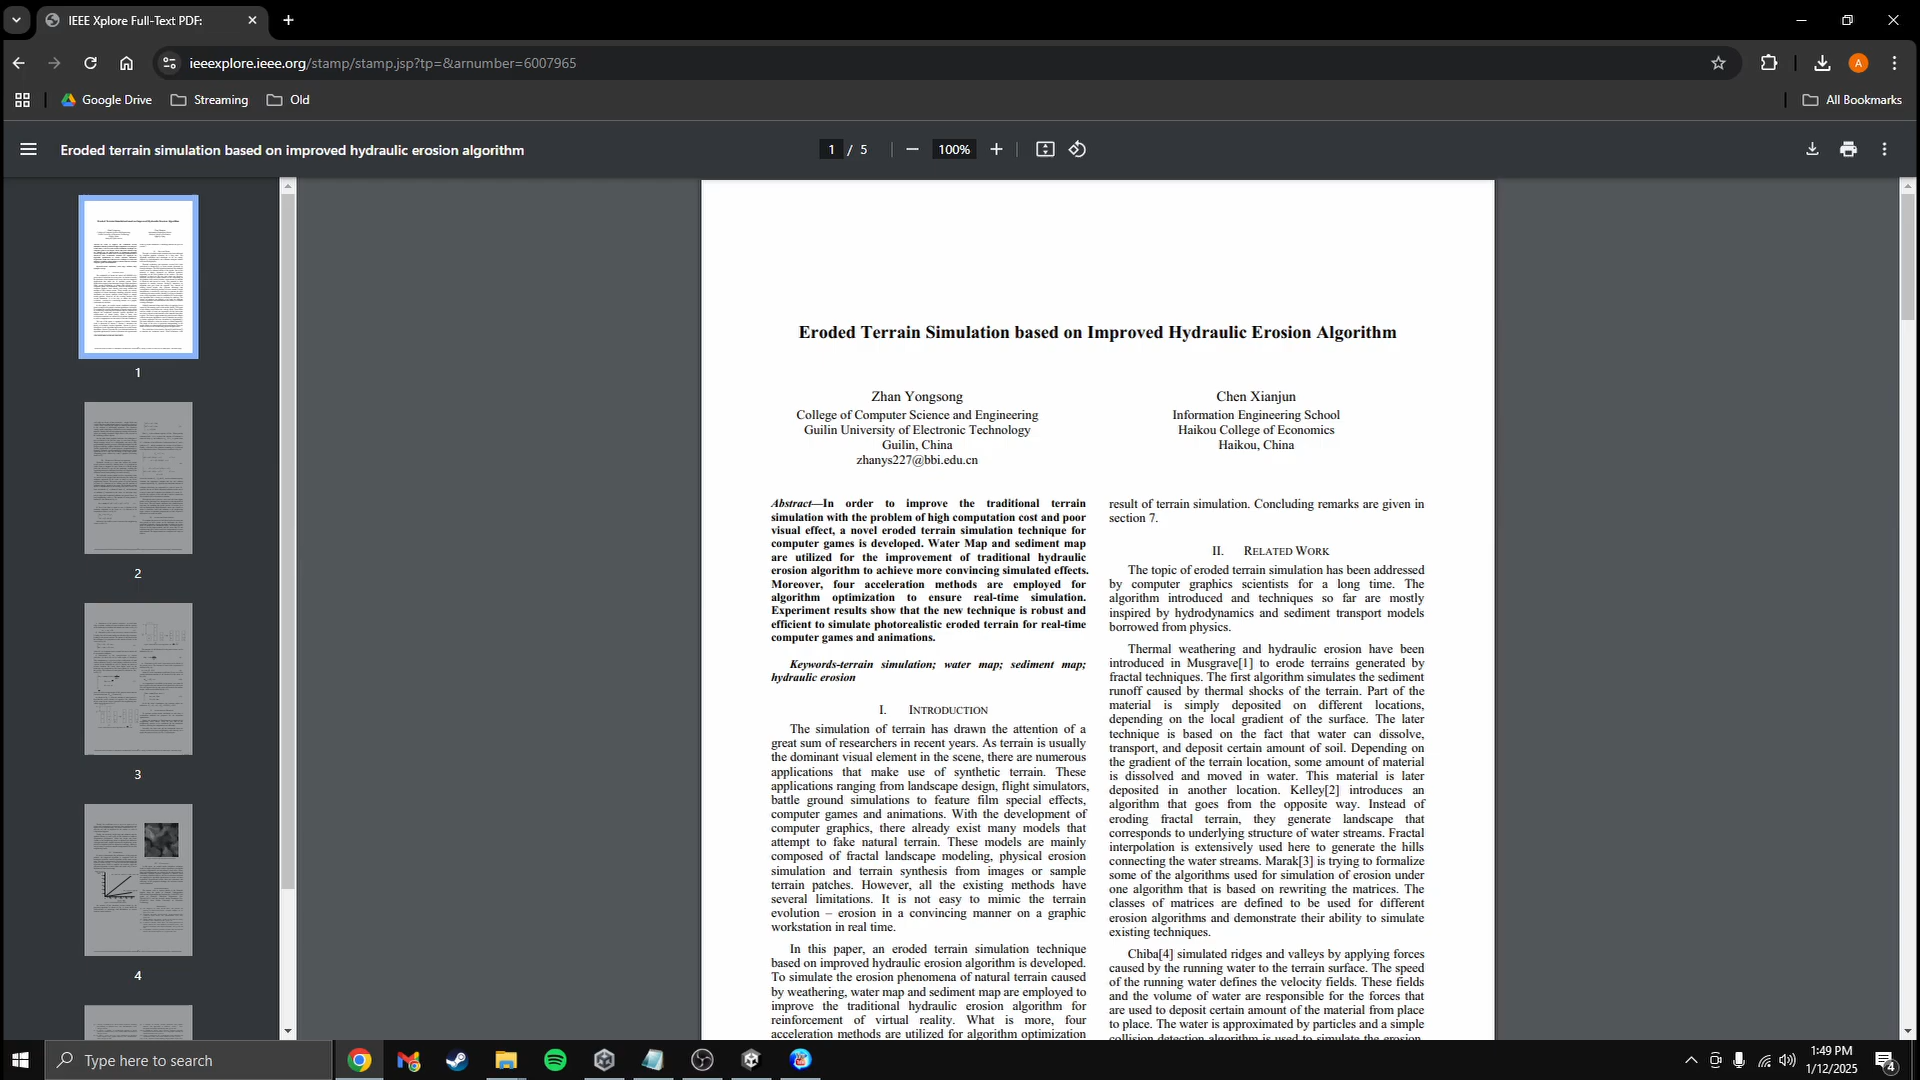 IEEE Xplore Full-Text PDF:
ieeexplore.ieee.org/stamp/stamp.jsp?tp=&arnumber=6007965
A
Google Drive
Streaming
Old
All Bookmarks
Eroded terrain simulation based on improved hydraulic erosion algorithm
1 / 5
100%
1
2
3
4
Eroded Terrain Simulation based on Improved Hydraulic Erosion Algorithm
Zhan Yongsong
College of Computer Science and Engineering
Guilin University of Electronic Technology
Guilin, China
zhanys227@bbi.edu.cn
Chen Xianjun
Information Engineering School
Haikou College of Economics
Haikou, China
Abstract—In order to improve the traditional terrain
simulation with the problem of high computation cost and poor
visual effect, a novel eroded terrain simulation technique for
computer games is developed. Water Map and sediment map
are utilized for the improvement of traditional hydraulic
erosion algorithm to achieve more convincing simulated effects.
Moreover, four acceleration methods are employed for
algorithm optimization to ensure real-time simulation.
Experiment results show that the new technique is robust and
efficient to simulate photorealistic eroded terrain for real-time
computer games and animations.
Keywords-terrain simulation; water map; sediment map;
hydraulic erosion
I. INTRODUCTION
The simulation of terrain has drawn the attention of a
great sum of researchers in recent years. As terrain is usually
the dominant visual element in the scene, there are numerous
applications that make use of synthetic terrain. These
applications ranging from landscape design, flight simulators,
battle ground simulations to feature film special effects,
computer games and animations. With the development of
computer graphics, there already exist many models that
attempt to fake natural terrain. These models are mainly
composed of fractal landscape modeling, physical erosion
simulation and terrain synthesis from images or sample
terrain patches. However, all the existing methods have
several limitations. It is not easy to mimic the terrain
evolution – erosion in a convincing manner on a graphic
workstation in real time.
In this paper, an eroded terrain simulation technique
based on improved hydraulic erosion algorithm is developed.
To simulate the erosion phenomena of natural terrain caused
by weathering, water map and sediment map are employed to
improve the traditional hydraulic erosion algorithm for
reinforcement of virtual reality. What is more, four
acceleration methods are utilized for algorithm optimization
result of terrain simulation. Concluding remarks are given in
section 7.
II. RELATED WORK
The topic of eroded terrain simulation has been addressed
by computer graphics scientists for a long time. The
algorithm introduced and techniques so far are mostly
inspired by hydrodynamics and sediment transport models
borrowed from physics.
Thermal weathering and hydraulic erosion have been
introduced in Musgrave[1] to erode terrains generated by
fractal techniques. The first algorithm simulates the sediment
runoff caused by thermal shocks of the terrain. Part of the
material is simply deposited on different locations,
depending on the local gradient of the surface. The later
technique is based on the fact that water can dissolve,
transport, and deposit certain amount of soil. Depending on
the gradient of the terrain location, some amount of material
is dissolved and moved in water. This material is later
deposited in another location. Kelley[2] introduces an
algorithm that goes from the opposite way. Instead of
eroding fractal terrain, they generate landscape that
corresponds to underlying structure of water streams. Fractal
interpolation is extensively used here to generate the hills
connecting the water streams. Marak[3] is trying to formalize
some of the algorithms used for simulation of erosion under
one algorithm that is based on rewriting the matrices. The
classes of matrices are defined to be used for different
erosion algorithms and demonstrate their ability to simulate
existing techniques.
Chiba[4] simulated ridges and valleys by applying forces
caused by the running water to the terrain surface. The speed
of the running water defines the velocity fields. These fields
and the volume of water are responsible for the forces that
are used to deposit certain amount of the material from place
to place. The water is approximated by particles and a simple
collision detection algorithm is used to simulate the erosion.
Type here to search
1:49 PM
1/12/2025
4